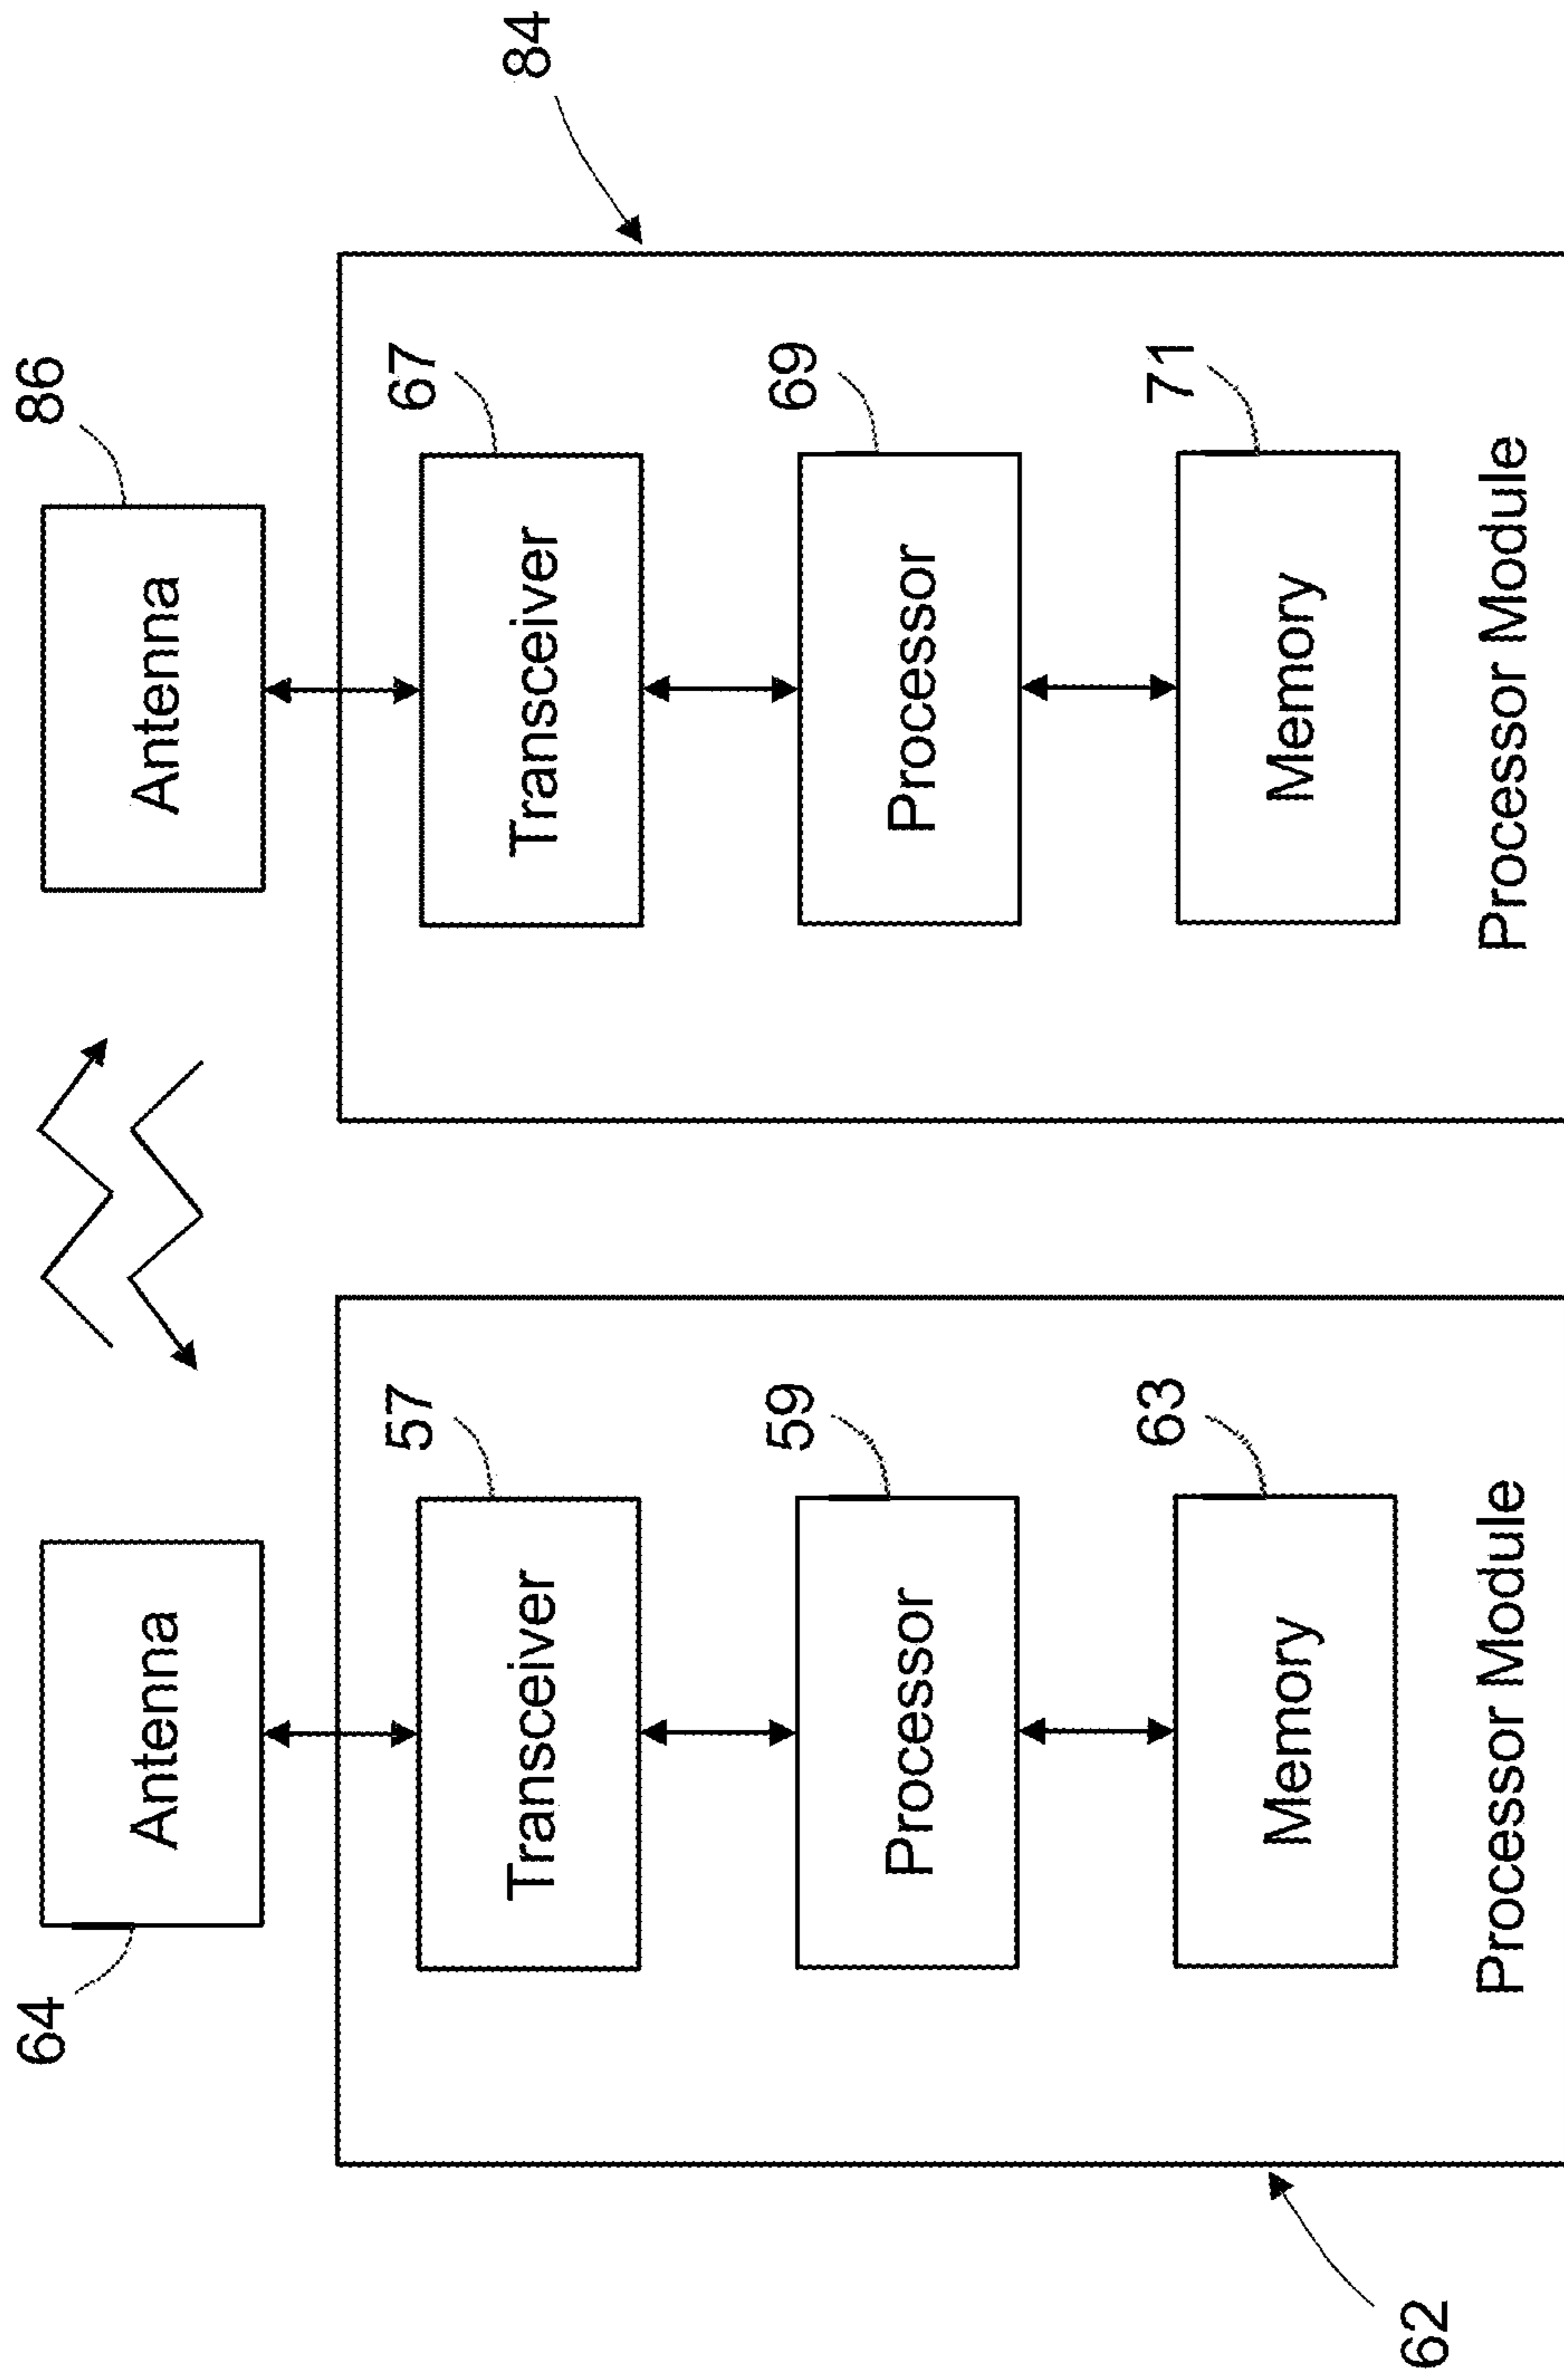 64
Antenna
57
Transceiver
59
Processor
63
Memory
Processor Module
62
86
Antenna
67
Transceiver
69
Processor
71
Memory
Processor Module
84